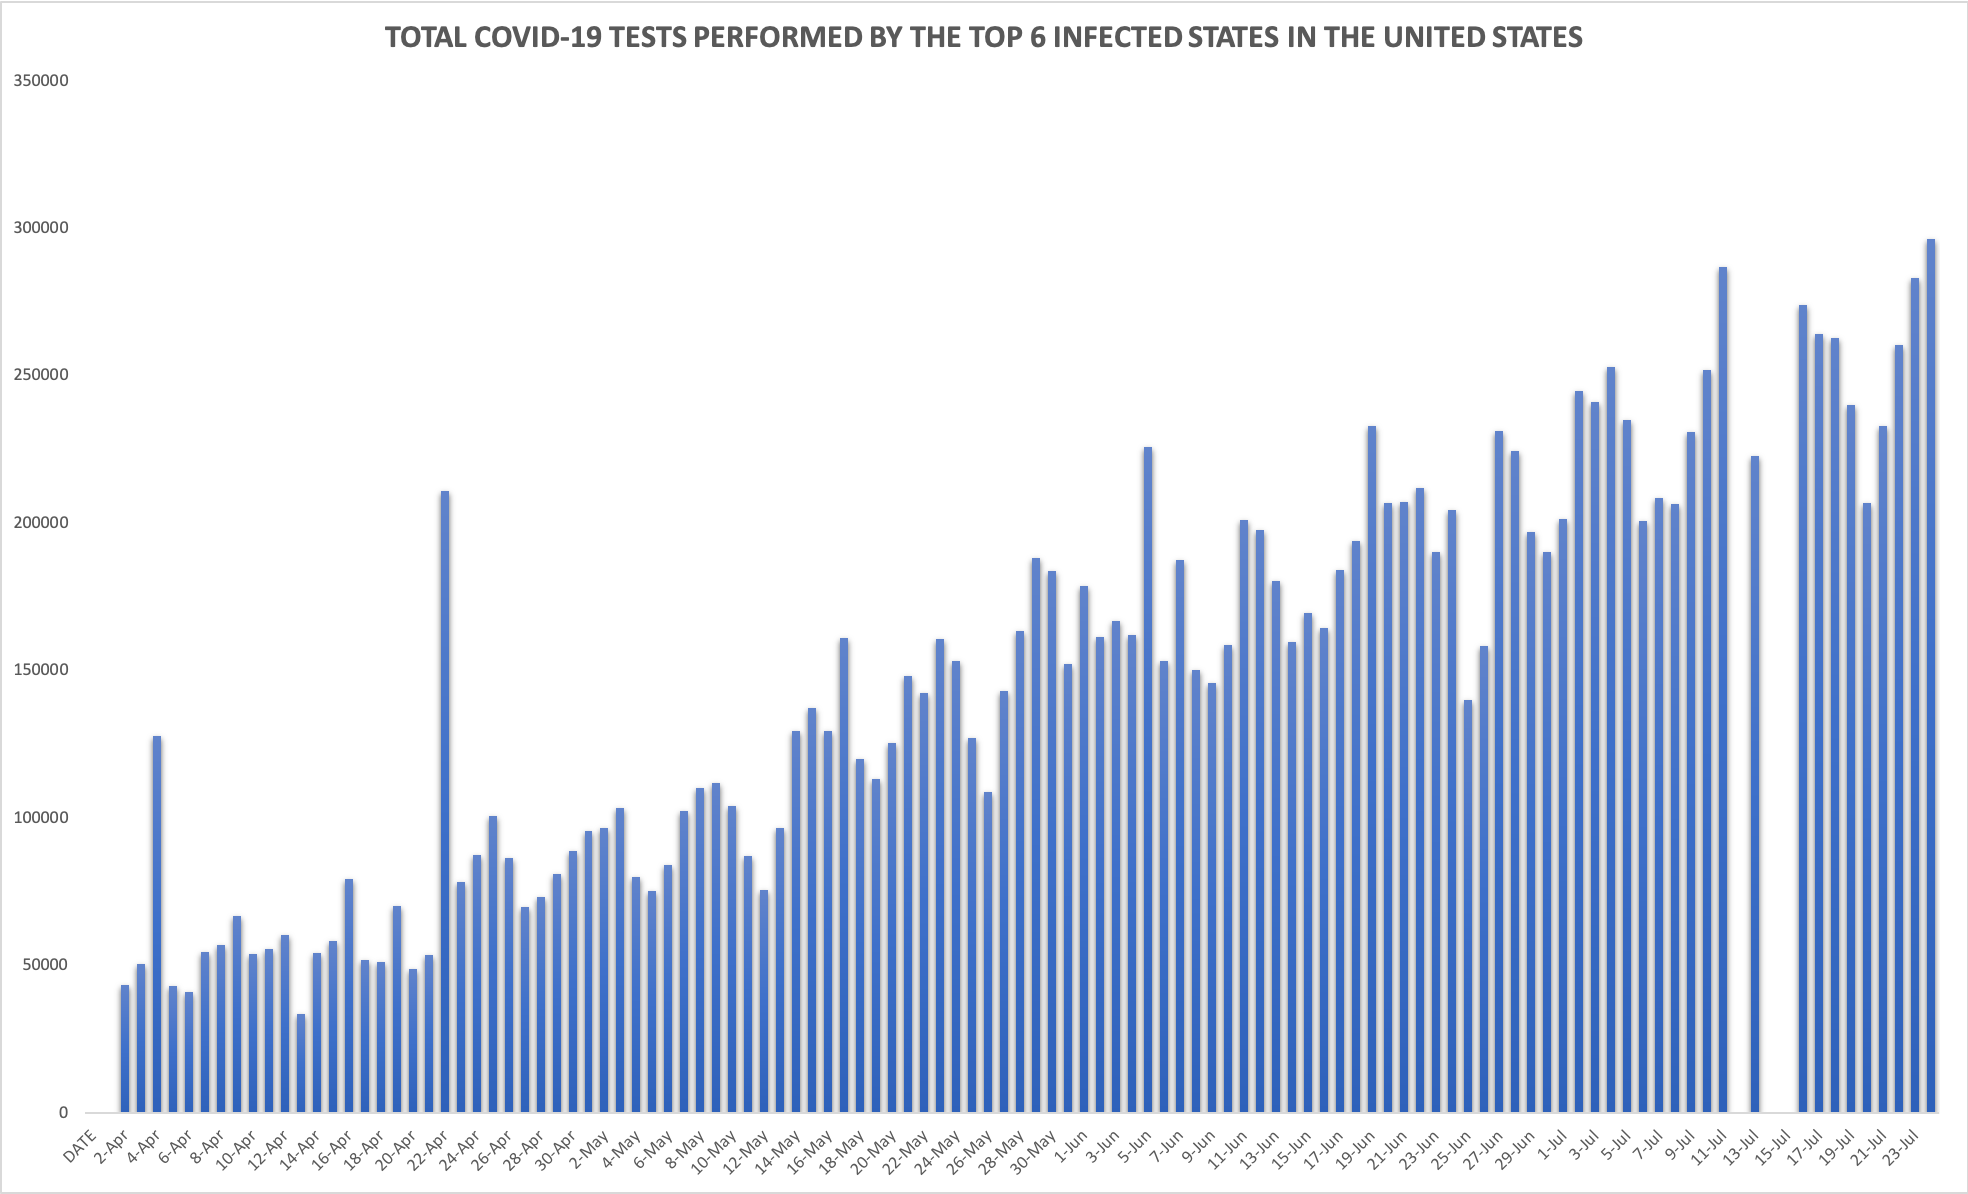 TOTAL COVID-19 TESTS PERFORMED BY THE TOP 6 INFECTED STATES IN THE UNITED STATES
350000
300000
250000
200000
150000
100000
50000
0
DATE
2-Apr
4-Apr
6-Apr
8-Apr
10-Apr
12-Apr
14-Apr
16-Apr
18-Apr
20-Apr
22-Apr
24-Apr
26-Apr
28-Apr
30-Apr
2-May
4-May
6-May
8-May
10-May
12-May
14-May
16-May
18-May
20-May
22-May
24-May
26-May
28-May
30-May
1-Jun
3-Jun
5-Jun
7-Jun
9-Jun
11-Jun
13-Jun
15-Jun
17-Jun
19-Jun
21-Jun
23-Jun
25-Jun
27-Jun
29-Jun
1-Jul
3-Jul
5-Jul
7-Jul
9-Jul
11-Jul
13-Jul
15-Jul
17-Jul
19-Jul
21-Jul
23-Jul